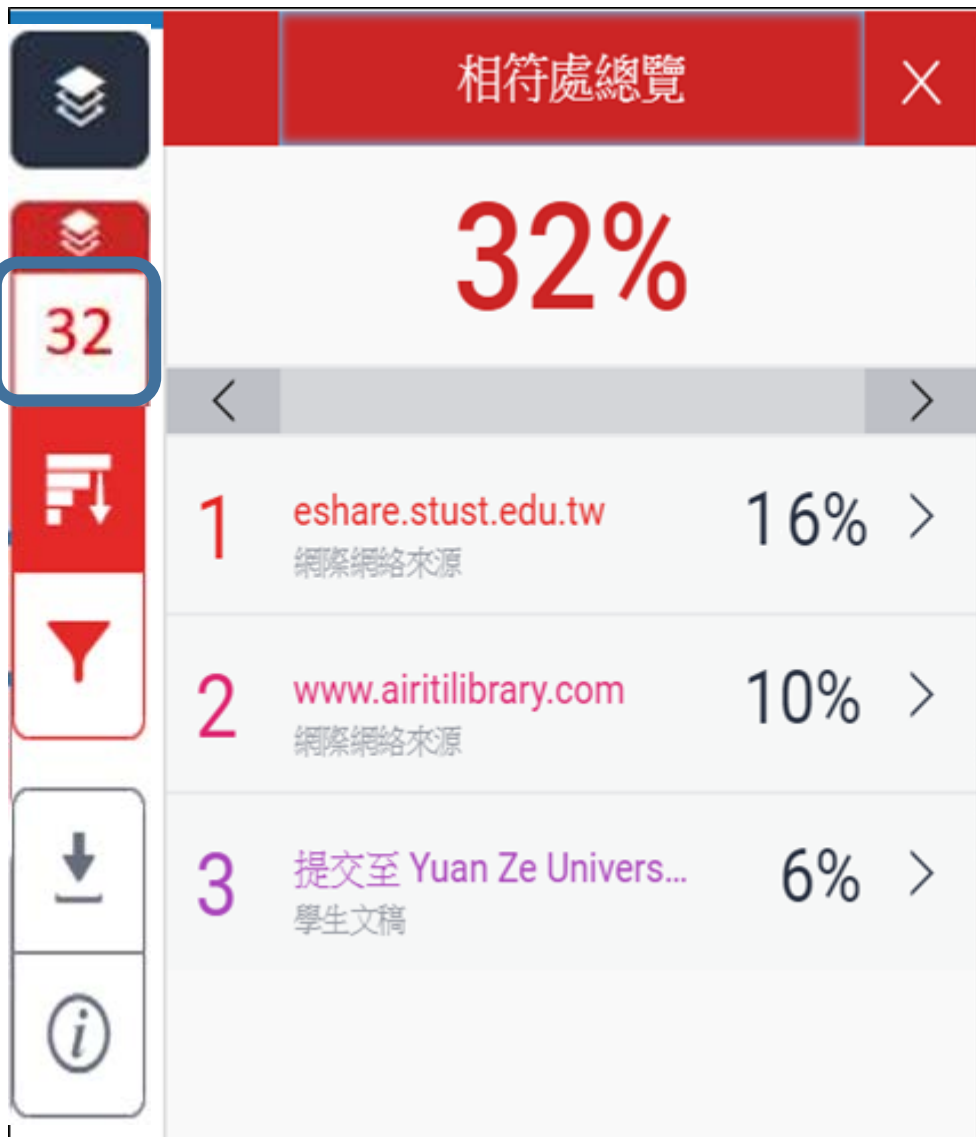 相符處總覽
32%
32
1 eshare.stust.edu.tw 16%
網際網絡來源
2 www.airitilibrary.com 10%
網際網絡來源
3 提交至 Yuan Ze Univers... 6%
學生文稿
i